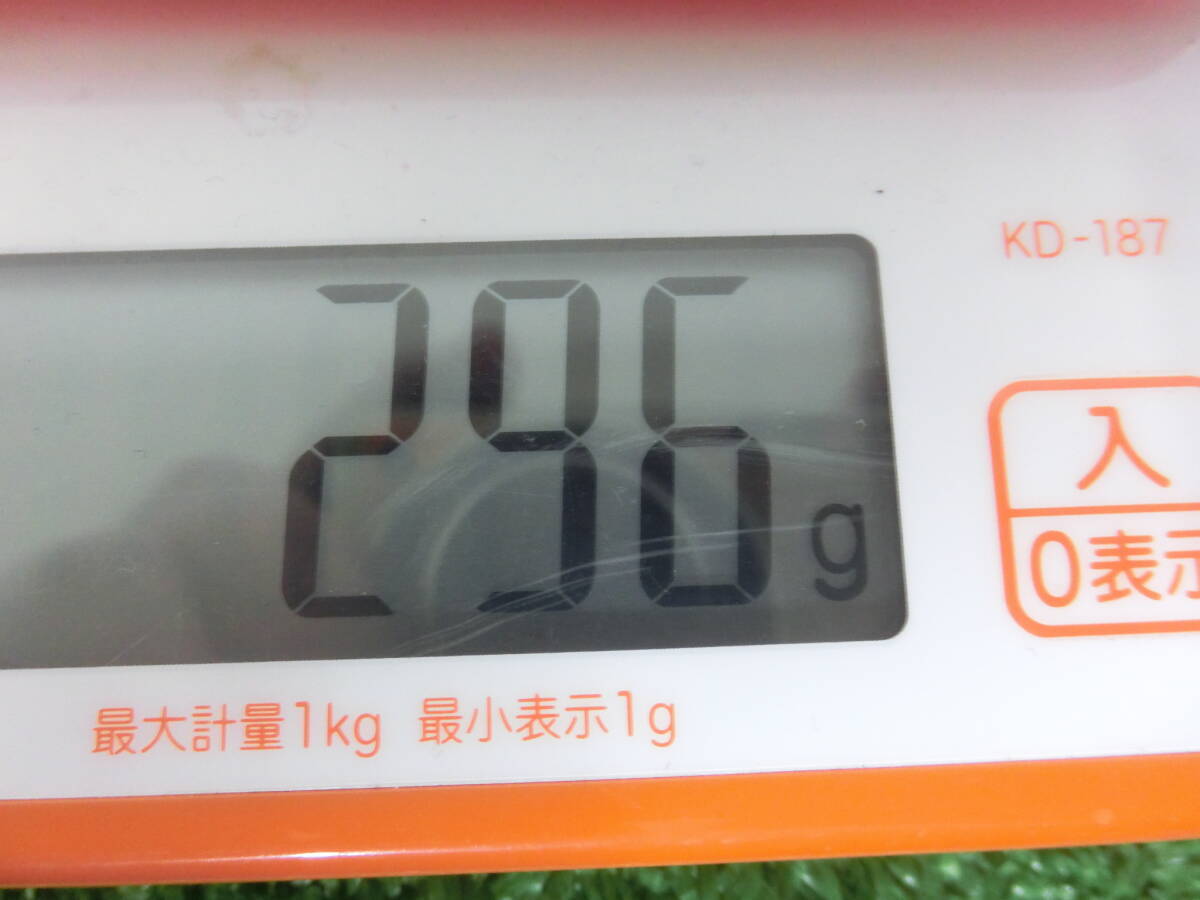 KD-187
296 g
入
0表示
最大計量1kg 最小表示1g